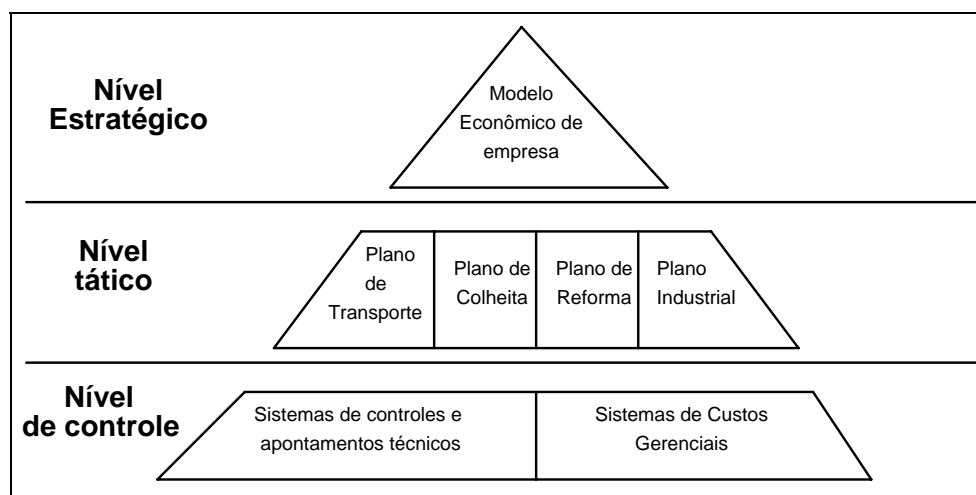 Nível
Estratégico
Modelo
Econômico de
empresa
Nível
tático
Plano
de
Transporte
Plano de
Colheita
Plano de
Reforma
Plano
Industrial
Nível
de controle
Sistemas de controles e
apontamentos técnicos
Sistemas de Custos
Gerenciais